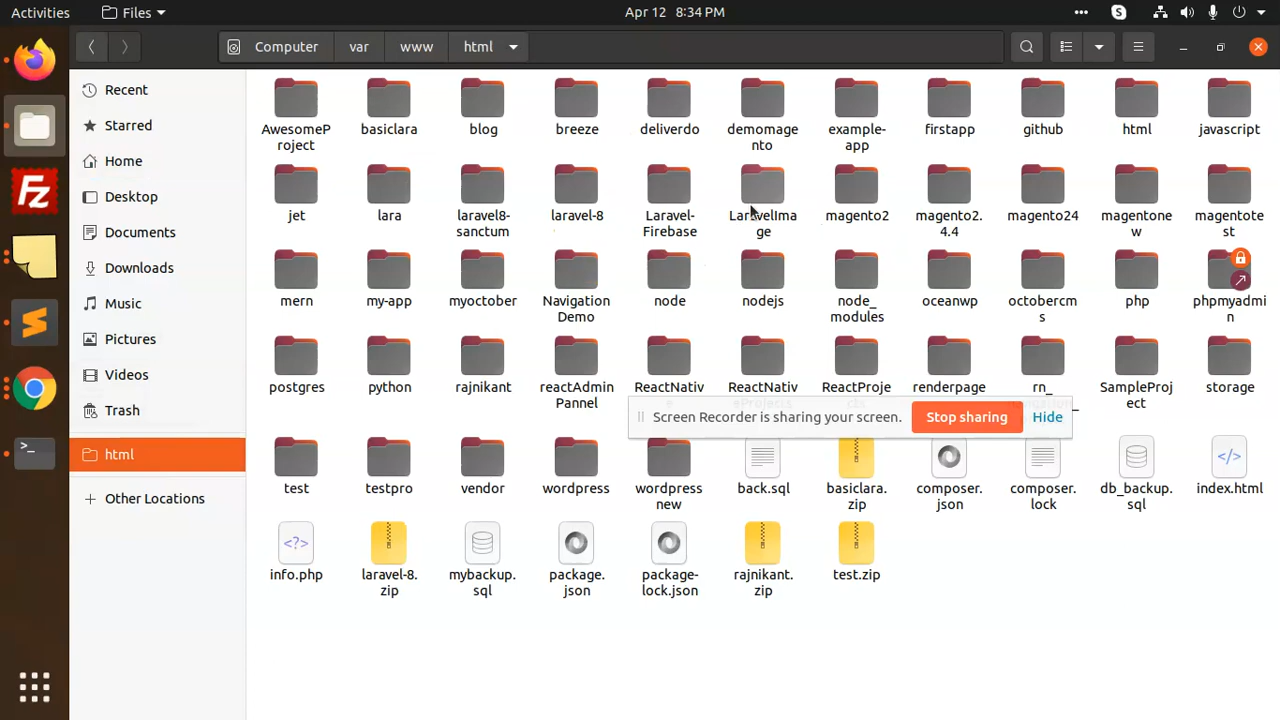 Activities
Files
Apr 12 8:34 PM
Computer
var
www
html
Recent
Starred
Home
Desktop
Documents
Downloads
Music
Pictures
Videos
Trash
html
Other Locations
AwesomeP
roject
basiclara
blog
breeze
deliverdo
demomage
nto
example-
app
firstapp
github
html
javascript
jet
lara
laravel8-
sanctum
laravel-8
Laravel-
Firebase
LaravelIma
ge
magento2
magento2.
4.4
magento24
magentone
w
magentote
st
mern
my-app
myoctober
Navigation
Demo
node
nodejs
node_
modules
oceanwp
octobercm
s
php
phpmyadmi
n
postgres
python
rajnikant
reactAdmin
Pannel
ReactNativ
ReactNativ
ReactProje
renderpage
rn_
SampleProj
ect
storage
Screen Recorder is sharing your screen.
Stop sharing
Hide
test
testpro
vendor
wordpress
wordpress
new
back.sql
basiclara.
zip
composer.
json
composer.
lock
db_backup.
sql
index.html
info.php
laravel-8.
zip
mybackup.
sql
package.
json
package-
lock.json
rajnikant.
zip
test.zip